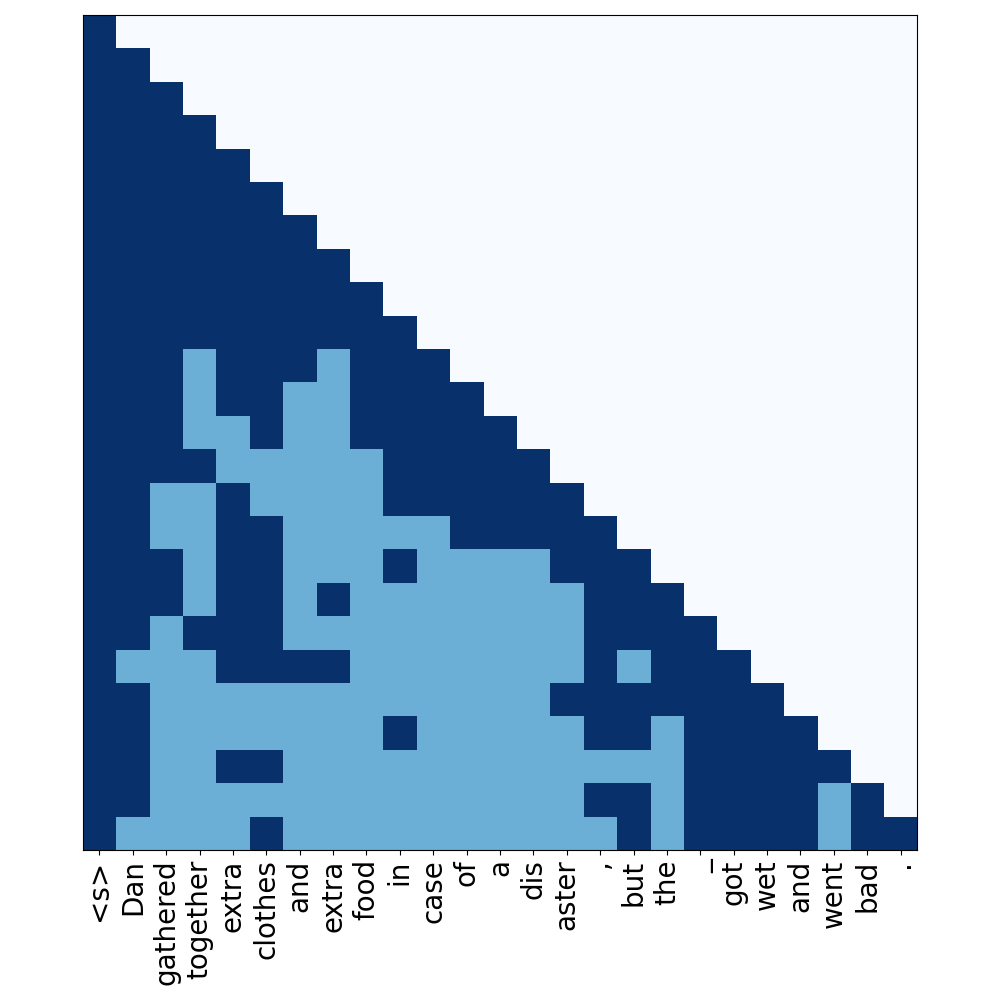 <s> Dan gathered together extra clothes and extra food in case of a dis aster , but the _ got wet and went bad .